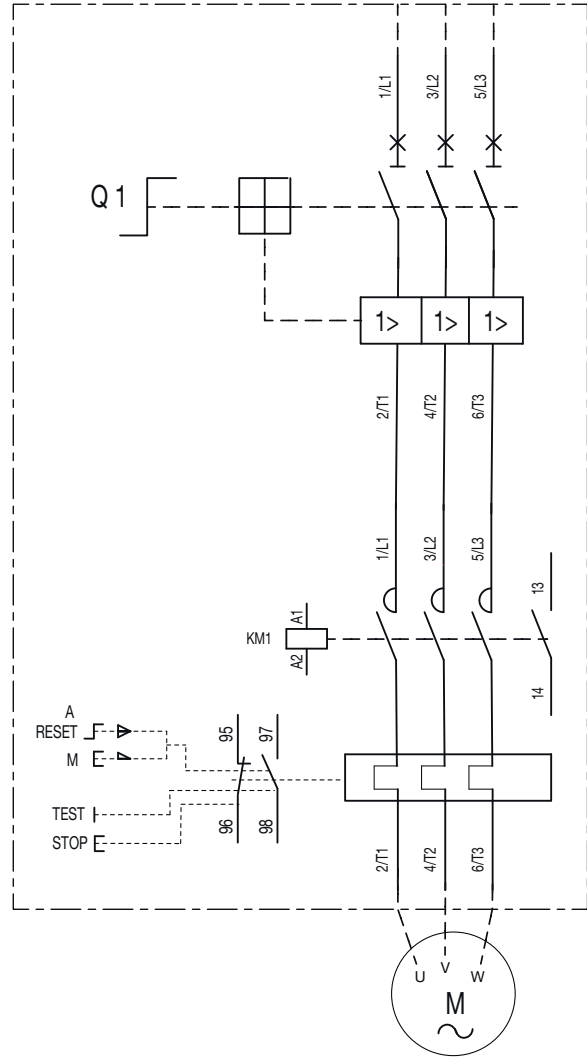 1/L1 3/L2 5/L3
Q1
1> 1> 1>
2/T1 4/T2 6/T3
1/L1 3/L2 5/L3 13
KM1 A1
A2
14
A
RESET
M
95 97
TEST
STOP
96 98
2/T1 4/T2 6/T3
U V W
M